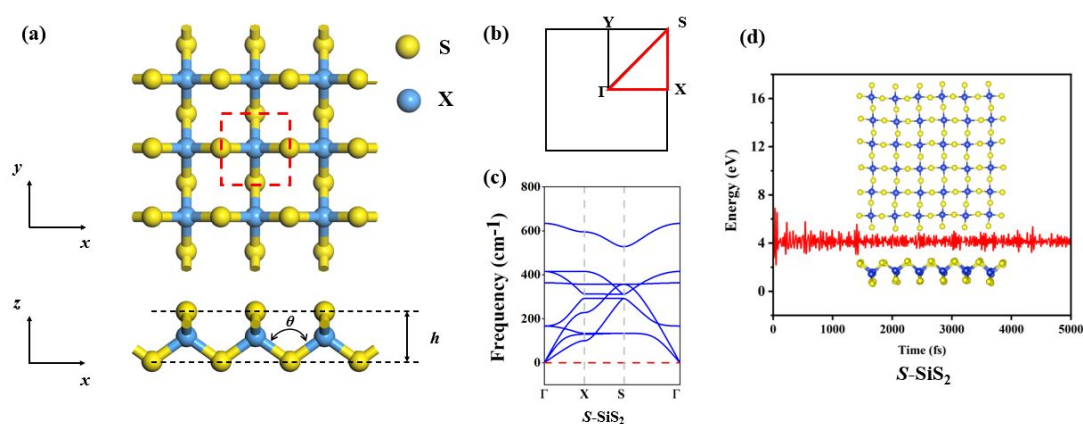 (a)
S
X
y
x
z
x
θ
h
(b)
Y
S
Γ
X
(c)
800
600
400
200
0
Frequency (cm⁻¹)
Γ
X
S
Γ
S-SiS₂
(d)
16
12
8
4
0
Energy (eV)
0
1000
2000
3000
4000
5000
Time (fs)
S-SiS₂